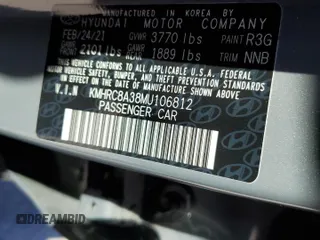 HYUNDAI MOTOR COMPANY
FEB/24/21 GVWR 3770 lbs PAINT R3G
2101 lbs 1889 lbs TRIM NNB
THIS VEHICLE CONFORMS TO ALL APPLICABLE U.S.A. FEDERAL
MOTOR VEHICLE SAFETY, BUMPER, AND THEFT PREVENTION
STANDARDS IN EFFECT ON THE DATE OF MANUFACTURE SHOWN ABOVE.
V.I.N KMHRC8A38MU106812
PASSENGER CAR
© DREAMBID